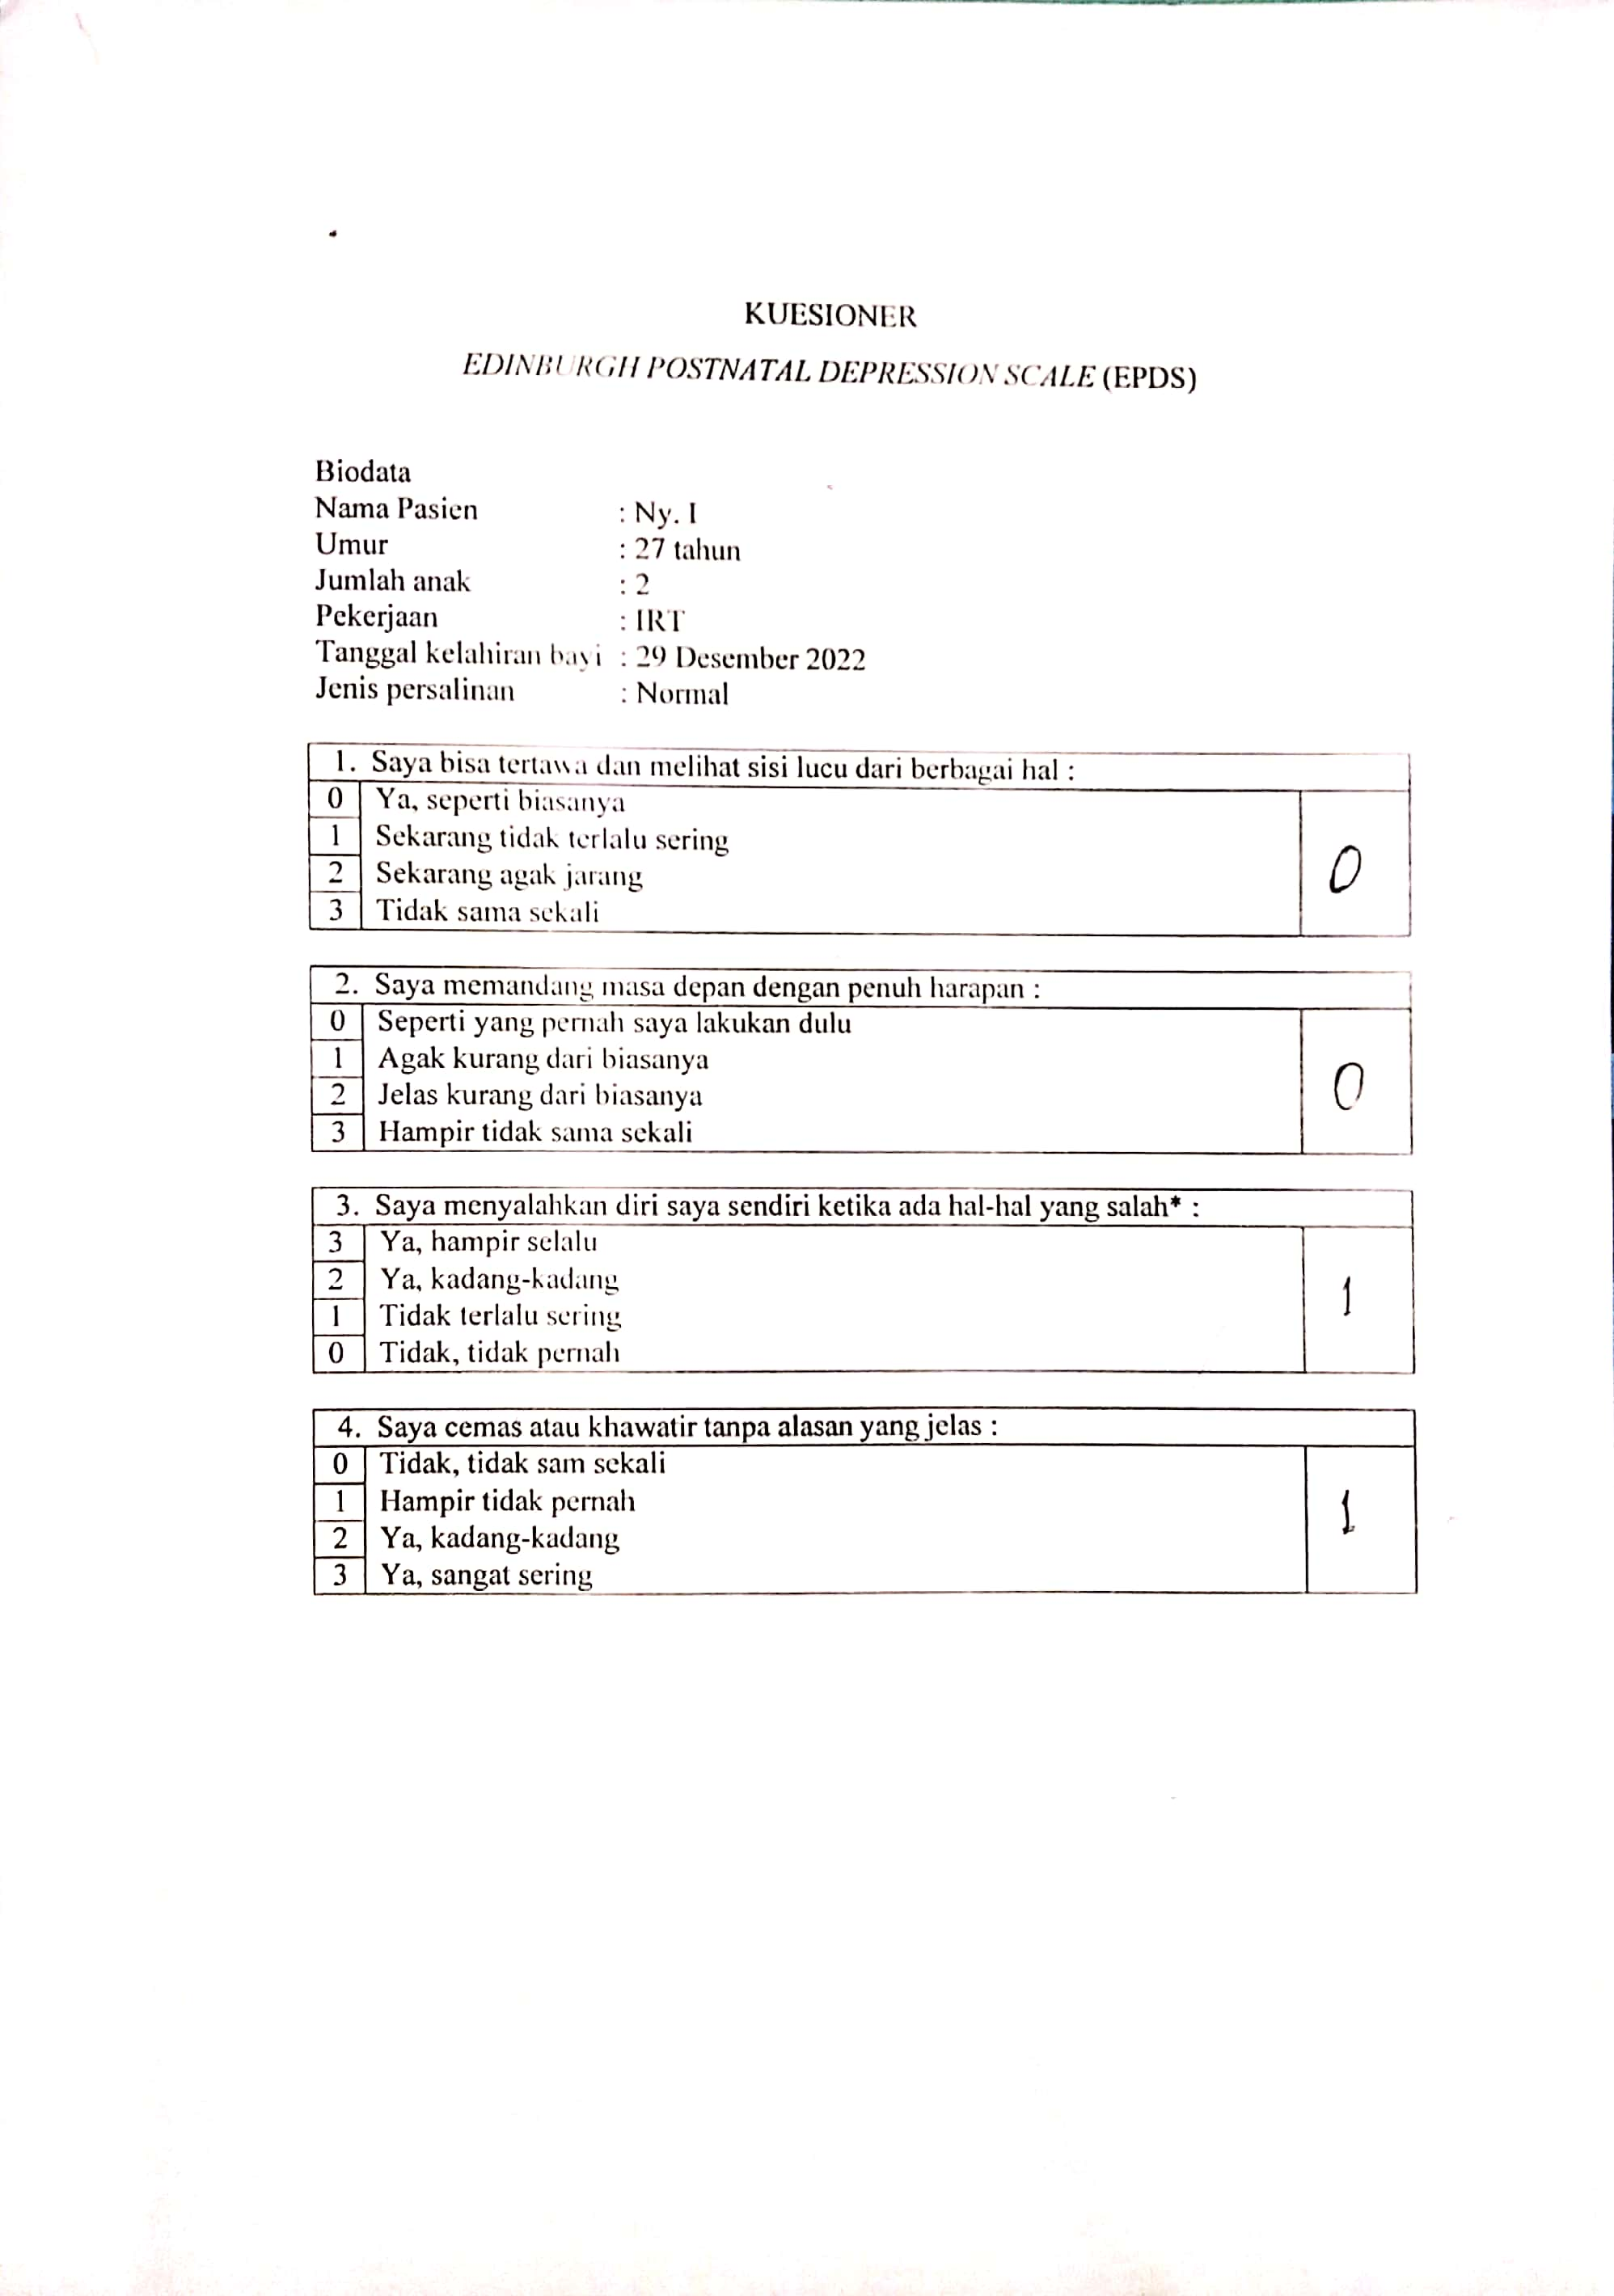 KUESIONER
EDINBURGH POSTNATAL DEPRESSION SCALE (EPDS)
Biodata
Nama Pasien : Ny. I
Umur : 27 tahun
Jumlah anak : 2
Pekerjaan : IRT
Tanggal kelahiran bayi : 29 Desember 2022
Jenis persalinan : Normal
1. Saya bisa tertawa dan melihat sisi lucu dari berbagai hal :
0 Ya, seperti biasanya
1 Sekarang tidak terlalu sering
2 Sekarang agak jarang
3 Tidak sama sekali
0
2. Saya memandang masa depan dengan penuh harapan :
0 Seperti yang pernah saya lakukan dulu
1 Agak kurang dari biasanya
2 Jelas kurang dari biasanya
3 Hampir tidak sama sekali
0
3. Saya menyalahkan diri saya sendiri ketika ada hal-hal yang salah* :
3 Ya, hampir selalu
2 Ya, kadang-kadang
1 Tidak terlalu sering
0 Tidak, tidak pernah
1
4. Saya cemas atau khawatir tanpa alasan yang jelas :
0 Tidak, tidak sam sekali
1 Hampir tidak pernah
2 Ya, kadang-kadang
3 Ya, sangat sering
1